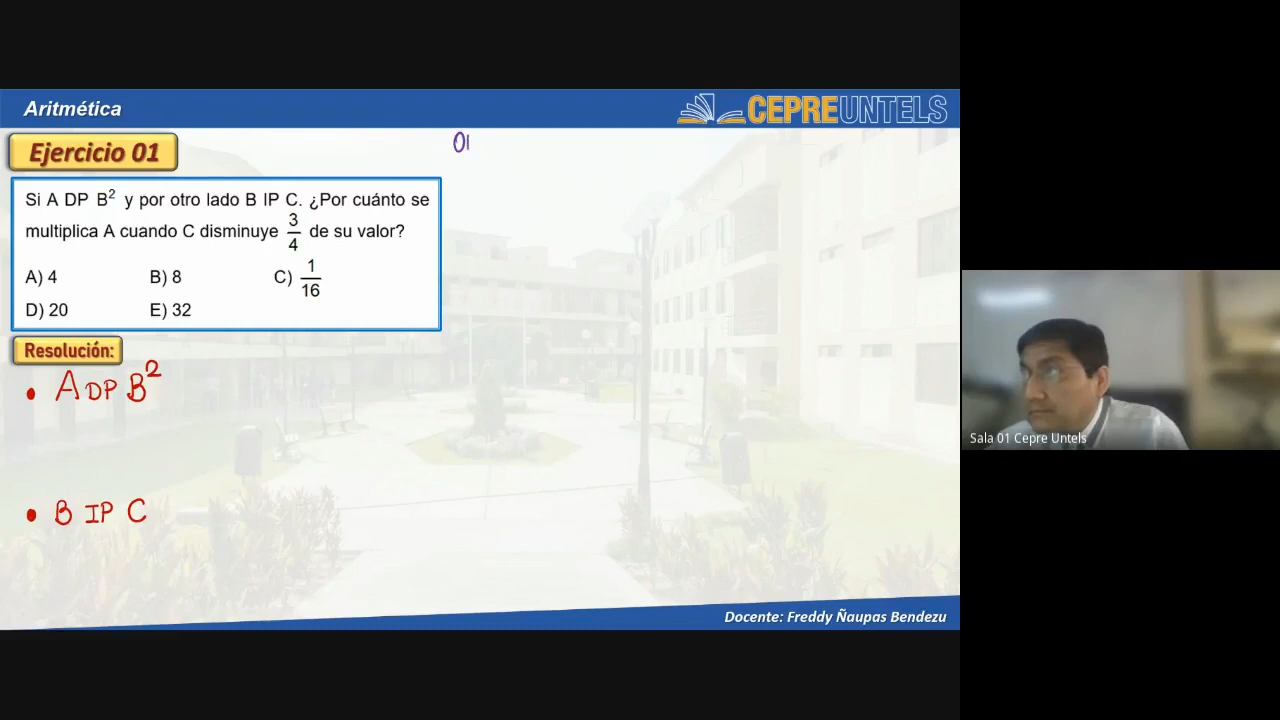 Aritmética
CEPREUNTELS
Ejercicio 01
01
Si A DP B² y por otro lado B IP C. ¿Por cuánto se
multiplica A cuando C disminuye 3/4 de su valor?
A) 4 B) 8 C) 1/16
D) 20 E) 32
Resolución:
• A DP B²
• B IP C
Sala 01 Cepre Untels
Docente: Freddy Ñaupas Bendezu